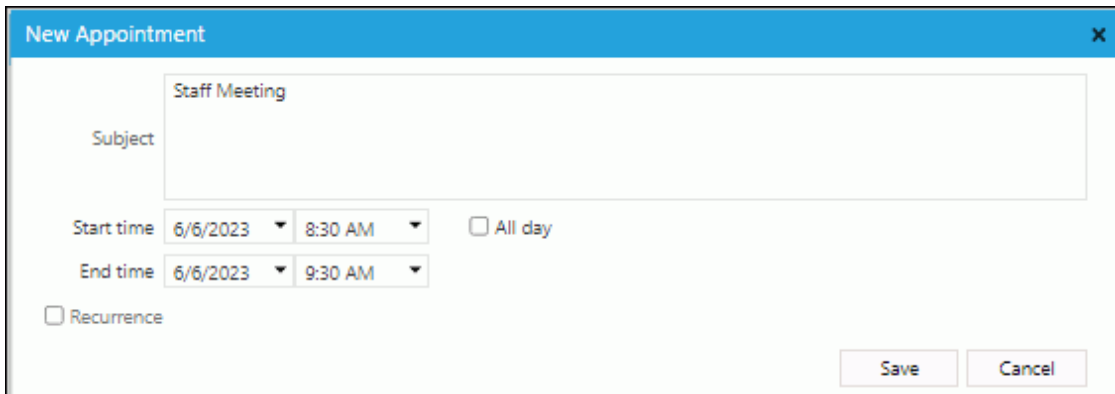 New Appointment
Staff Meeting
Subject
Start time 6/6/2023 8:30 AM All day
End time 6/6/2023 9:30 AM
Recurrence
Save Cancel